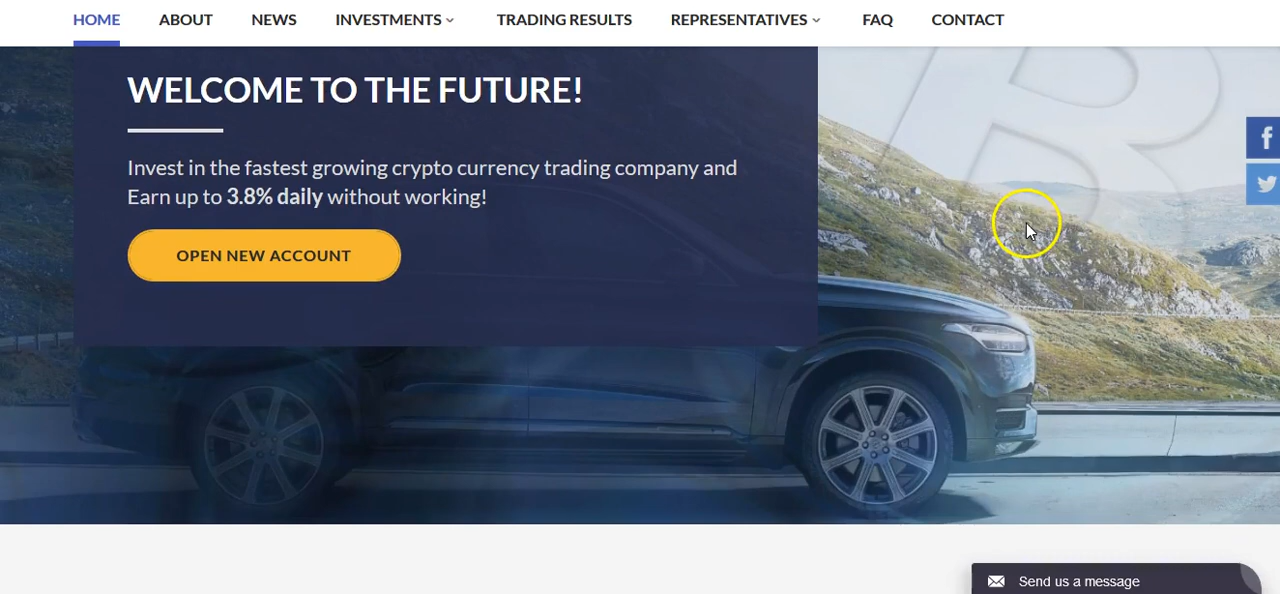 HOME ABOUT NEWS INVESTMENTS TRADING RESULTS REPRESENTATIVES FAQ CONTACT
WELCOME TO THE FUTURE!
Invest in the fastest growing crypto currency trading company and
Earn up to 3.8% daily without working!
OPEN NEW ACCOUNT
Send us a message